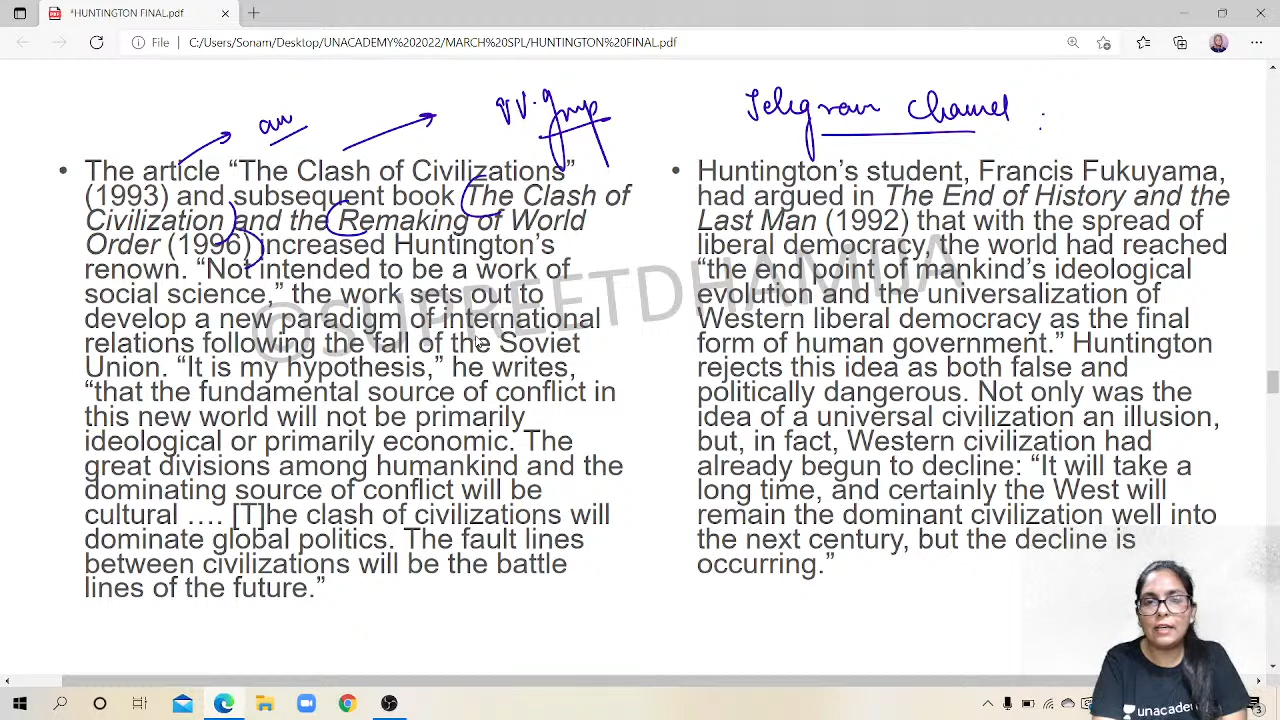 *HUNTINGTON FINAL.pdf
File
C:/Users/Sonam/Desktop/UNACADEMY%202022/MARCH%20SPL/HUNTINGTON%20FINAL.pdf
Telegram Channel :
• The article “The Clash of Civilizations”
(1993) and subsequent book The Clash of
Civilization and the Remaking of World
Order (1996) increased Huntington’s
renown. “Not intended to be a work of
social science,” the work sets out to
develop a new paradigm of international
relations following the fall of the Soviet
Union. “It is my hypothesis,” he writes,
“that the fundamental source of conflict in
this new world will not be primarily
ideological or primarily economic. The
great divisions among humankind and the
dominating source of conflict will be
cultural …. [T]he clash of civilizations will
dominate global politics. The fault lines
between civilizations will be the battle
lines of the future.”
• Huntington’s student, Francis Fukuyama,
had argued in The End of History and the
Last Man (1992) that with the spread of
liberal democracy, the world had reached
“the end point of mankind’s ideological
evolution and the universalization of
Western liberal democracy as the final
form of human government.” Huntington
rejects this idea as both false and
politically dangerous. Not only was the
idea of a universal civilization an illusion,
but, in fact, Western civilization had
already begun to decline: “It will take a
long time, and certainly the West will
remain the dominant civilization well into
the next century, but the decline is
occurring.”
@SUPREETDHAMIJA
unacademy